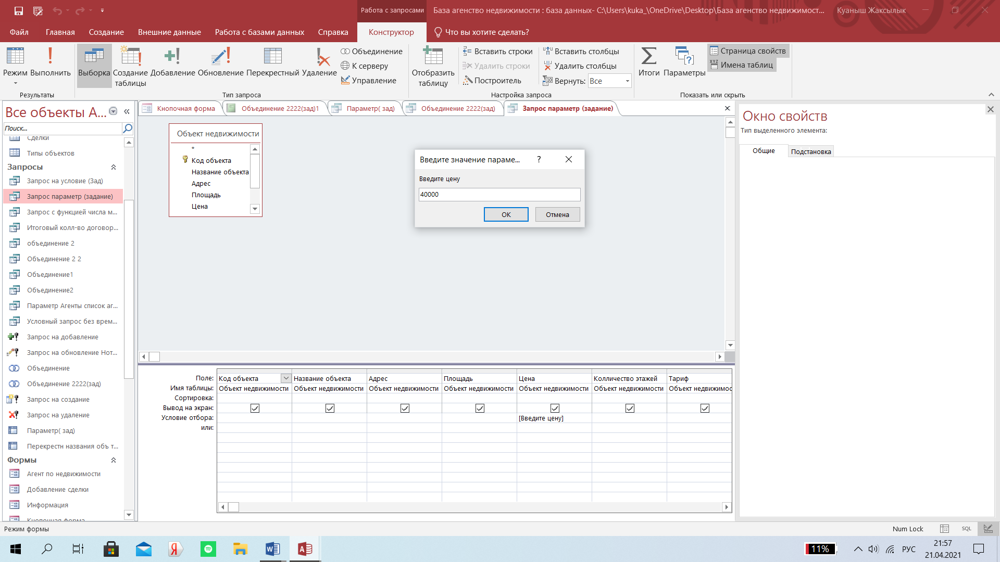 Работа с запросами
База агенство недвижимости : база данных- C:\Users\kuka_\OneDrive\Desktop\База агенство недвижимост...
Куаныш Жаксылык
Файл
Главная
Создание
Внешние данные
Работа с базами данных
Справка
Конструктор
Что вы хотите сделать?
Режим
Выполнить
Результаты
Выборка
Создание
таблицы
Добавление
Обновление
Перекрестный
Удаление
Объединение
К серверу
Управление
Тип запроса
Отобразить
таблицу
Вставить строки
Удалить строки
Построитель
Вставить столбцы
Удалить столбцы
Вернуть: Все
Настройка запроса
Итоги
Параметры
Страница свойств
Имена таблиц
Показать или скрыть
Все объекты A...
Поиск...
Сделки
Типы объектов
Запросы
Запрос на условие (Зад)
Запрос параметр (задание)
Запрос с функцией числа м...
Итоговый колл-во договор...
объединение 2
Объединение 2 2
Объединение1
Объединение2
Параметр Агенты список аг...
Условный запрос без врем...
Запрос на добавление
Запрос на обновление Нот...
Объединение
Объединение 2222(зад)
Запрос на создание
Запрос на удаление
Параметр( зад)
Перекрестн названия объ т...
Формы
Агент по недвижимости
Добавление сделки
Информация
Кнопочная форма
Кнопочная форма
Объединение 2222(зад)1
Параметр( зад)
Объединение 2222(зад)
Запрос параметр (задание)
Объект недвижимости
*
Код объекта
Название объекта
Адрес
Площадь
Цена
Введите значение параме...
?
Введите цену
40000
ОК
Отмена
Поле: Код объекта Название объекта Адрес Площадь Цена Колличество этажей Тариф
Имя таблицы: Объект недвижимости Объект недвижимости Объект недвижимости Объект недвижимости Объект недвижимости Объект недвижимости Объект недвижимос
Сортировка:
Вывод на экран:
Условие отбора: [Введите цену]
или:
Окно свойств
Тип выделенного элемента:
Общие
Подстановка
Режим формы
Num Lock
SQL
11%
РУС
21:57
21.04.2021